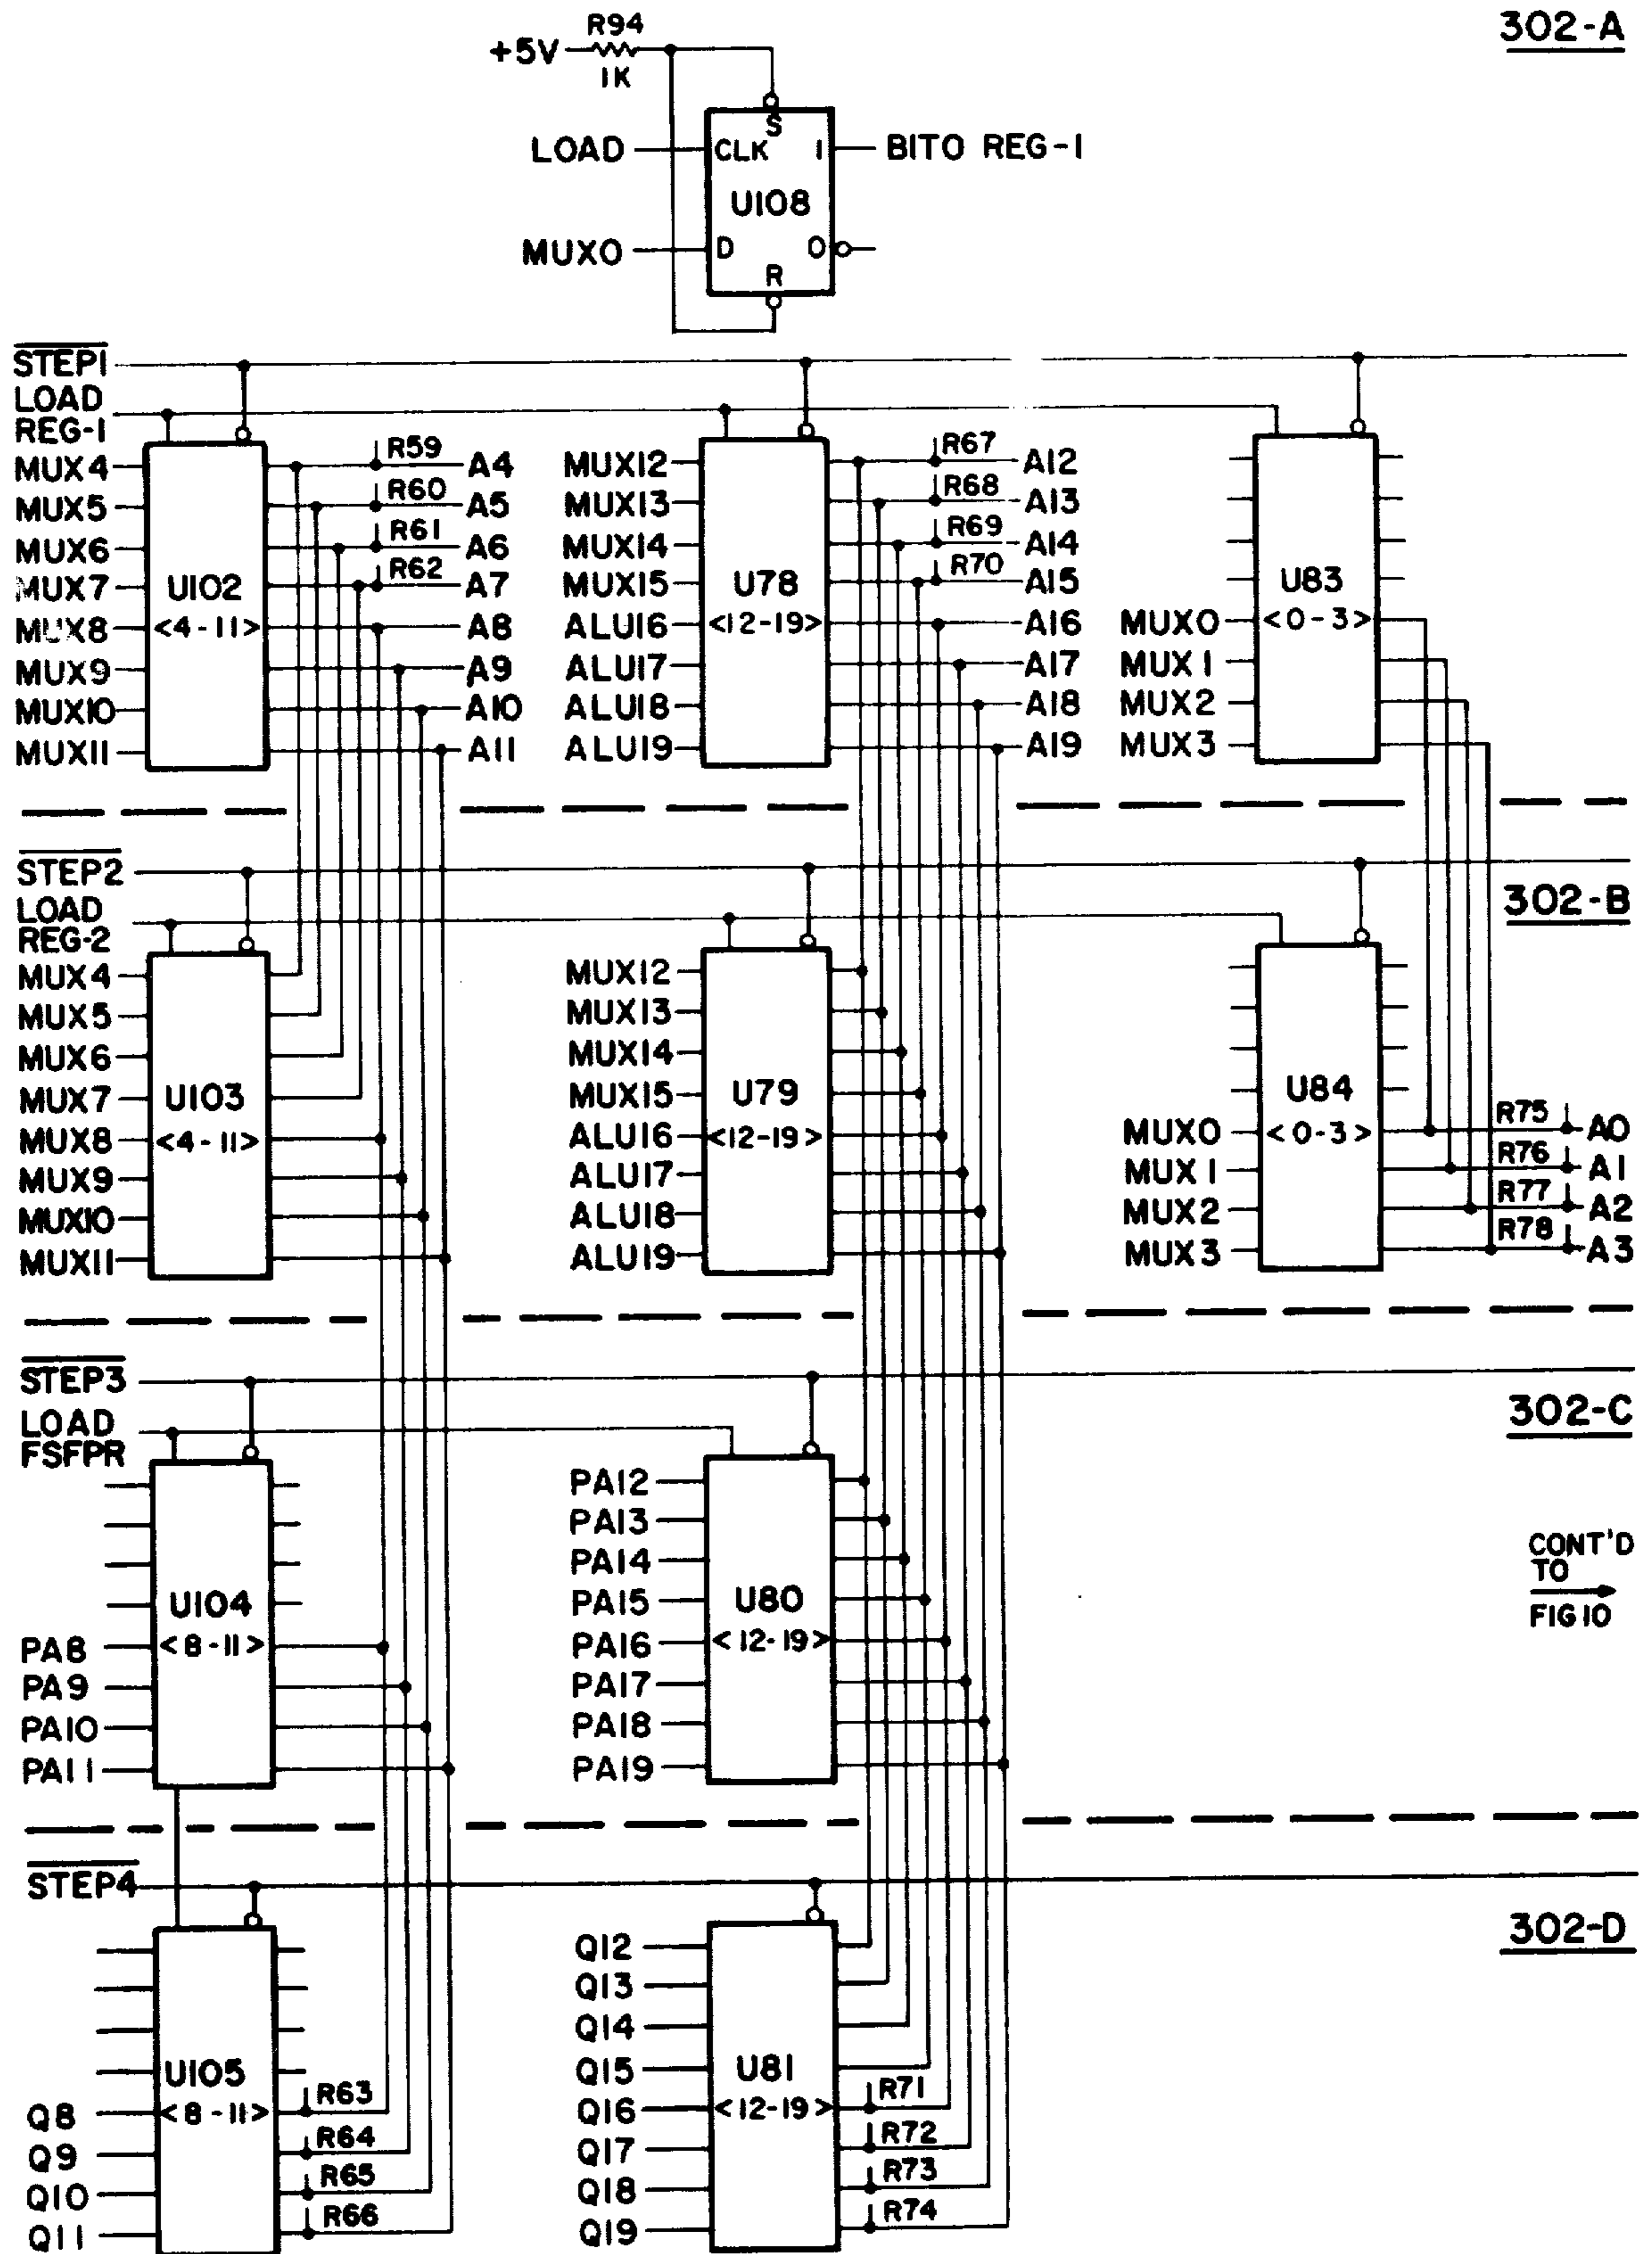 302-A
R94
+5V
1K
S
LOAD CLK 1 BIT0 REG-1
U108
MUX0 D 0
R
STEP1
LOAD
REG-1
MUX4 R59 A4
MUX5 R60 A5
MUX6 R61 A6
MUX7 U102 R62 A7
MUX8 <4-11> A8
MUX9 A9
MUX10 A10
MUX11 A11
MUX12 R67 A12
MUX13 R68 A13
MUX14 R69 A14
MUX15 U78 R70 A15
ALU16 <12-19> A16
ALU17 A17
ALU18 A18
ALU19 A19
U83
MUX0 <0-3>
MUX1
MUX2
MUX3
STEP2
302-B
LOAD
REG-2
MUX4
MUX5
MUX6
MUX7 U103
MUX8 <4-11>
MUX9
MUX10
MUX11
MUX12
MUX13
MUX14
MUX15 U79
ALU16 <12-19>
ALU17
ALU18
ALU19
U84
MUX0 <0-3> R75 A0
MUX1 R76 A1
MUX2 R77 A2
MUX3 R78 A3
STEP3
302-C
LOAD
FSFPR
U104
PA8 <8-11>
PA9
PA10
PA11
PA12
PA13
PA14
PA15 U80
PA16 <12-19>
PA17
PA18
PA19
CONT'D
TO
FIG 10
STEP4
302-D
U105
Q8 <8-11> R63
Q9 R64
Q10 R65
Q11 R66
Q12
Q13
Q14
Q15 U81
Q16 <12-19> R71
Q17 R72
Q18 R73
Q19 R74